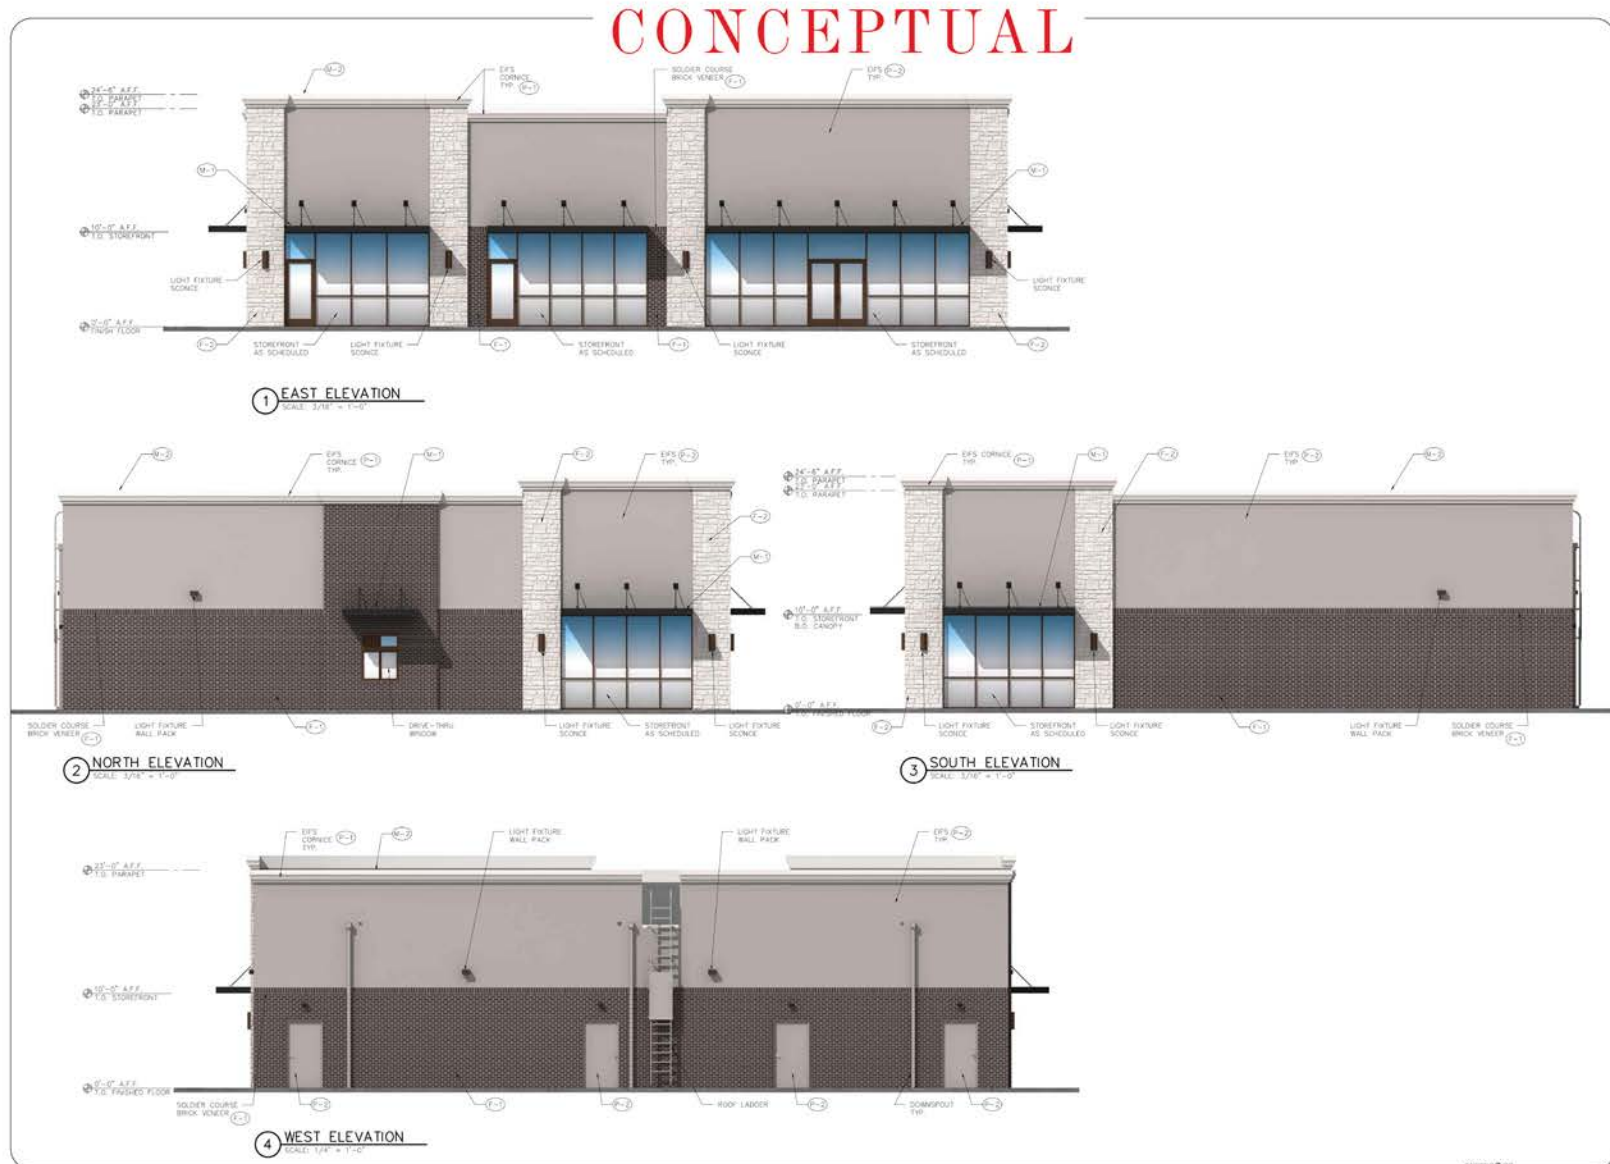 CONCEPTUAL
M-2
EIFS
CORNICE
TYP. P-1
SOLDIER COURSE
BRICK VENEER F-1
EIFS P-2
TYP.
24'-6" A.F.F.
T.O. PARAPET
23'-0" A.F.F.
T.O. PARAPET
M-1
M-1
10'-0" A.F.F.
T.O. STOREFRONT
LIGHT FIXTURE
SCONCE
LIGHT FIXTURE
SCONCE
0'-0" A.F.F.
FINISH FLOOR
F-2
STOREFRONT
AS SCHEDULED
LIGHT FIXTURE
SCONCE
F-1
STOREFRONT
AS SCHEDULED
F-1
LIGHT FIXTURE
SCONCE
STOREFRONT
AS SCHEDULED
F-2
1 EAST ELEVATION
SCALE: 3/16" = 1'-0"
M-2
EIFS
CORNICE P-1
TYP.
M-1
F-2
EIFS P-2
TYP.
F-2
M-1
SOLDIER COURSE
BRICK VENEER F-1
LIGHT FIXTURE
WALL PACK
F-1
DRIVE-THRU
WINDOW
LIGHT FIXTURE
SCONCE
STOREFRONT
AS SCHEDULED
LIGHT FIXTURE
SCONCE
2 NORTH ELEVATION
SCALE: 3/16" = 1'-0"
EIFS CORNICE
TYP. P-1
M-1
F-2
EIFS P-2
TYP
M-2
24'-6" A.F.F.
T.O. PARAPET
23'-0" A.F.F.
T.O. PARAPET
10'-0" A.F.F.
T.O. STOREFRONT
B.O. CANOPY
0'-0" A.F.F.
T.O. FINISHED FLOOR
F-2
LIGHT FIXTURE
SCONCE
STOREFRONT
AS SCHEDULED
LIGHT FIXTURE
SCONCE
F-1
LIGHT FIXTURE
WALL PACK
SOLDIER COURSE
BRICK VENEER F-1
3 SOUTH ELEVATION
SCALE: 3/16" = 1'-0"
EIFS
CORNICE P-1
TYP.
M-2
LIGHT FIXTURE
WALL PACK
LIGHT FIXTURE
WALL PACK
EIFS P-2
TYP.
23'-0" A.F.F.
T.O. PARAPET
10'-0" A.F.F.
T.O. STOREFRONT
0'-0" A.F.F.
T.O. FINISHED FLOOR
SOLDIER COURSE
BRICK VENEER F-1
P-2
F-1
P-2
ROOF LADDER
P-2
DOWNSPOUT
TYP
P-2
4 WEST ELEVATION
SCALE: 1/4" = 1'-0"